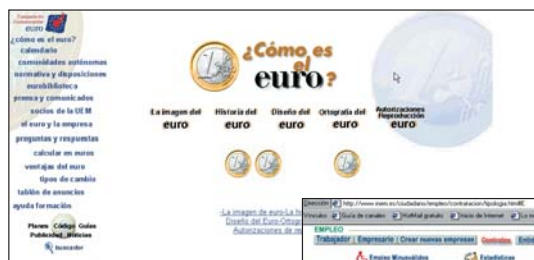 euro
¿cómo es el euro?
calendario
comunidades autónomas
normativa y disposiciones
eurobiblioteca
prensa y comunicados
socios de la UEM
el euro y la empresa
preguntas y respuestas
calcular en euros
ventajas del euro
tipos de cambio
tablón de anuncios
ayuda formación
Planes Código Guías
Publicidad Noticias
buscador
¿Cómo es
el
euro?
La imagen del
euro
Historia del
euro
Diseño del
euro
Ortografía del
euro
Autorizaciones
Reproducción
euro
-La imagen de euro-La
Diseño del Euro-Ortogra
Autorizaciones de
http://www.inem.es/ciudadano/empleo/contratacion/tipologia.html
Guía de canales
HotMail gratuito
Inicio de Internet
EMPLEO
Trabajador | Empresario | Crear nuevas empresas | Contratos
Empleo Minusválidos
Estadísticas